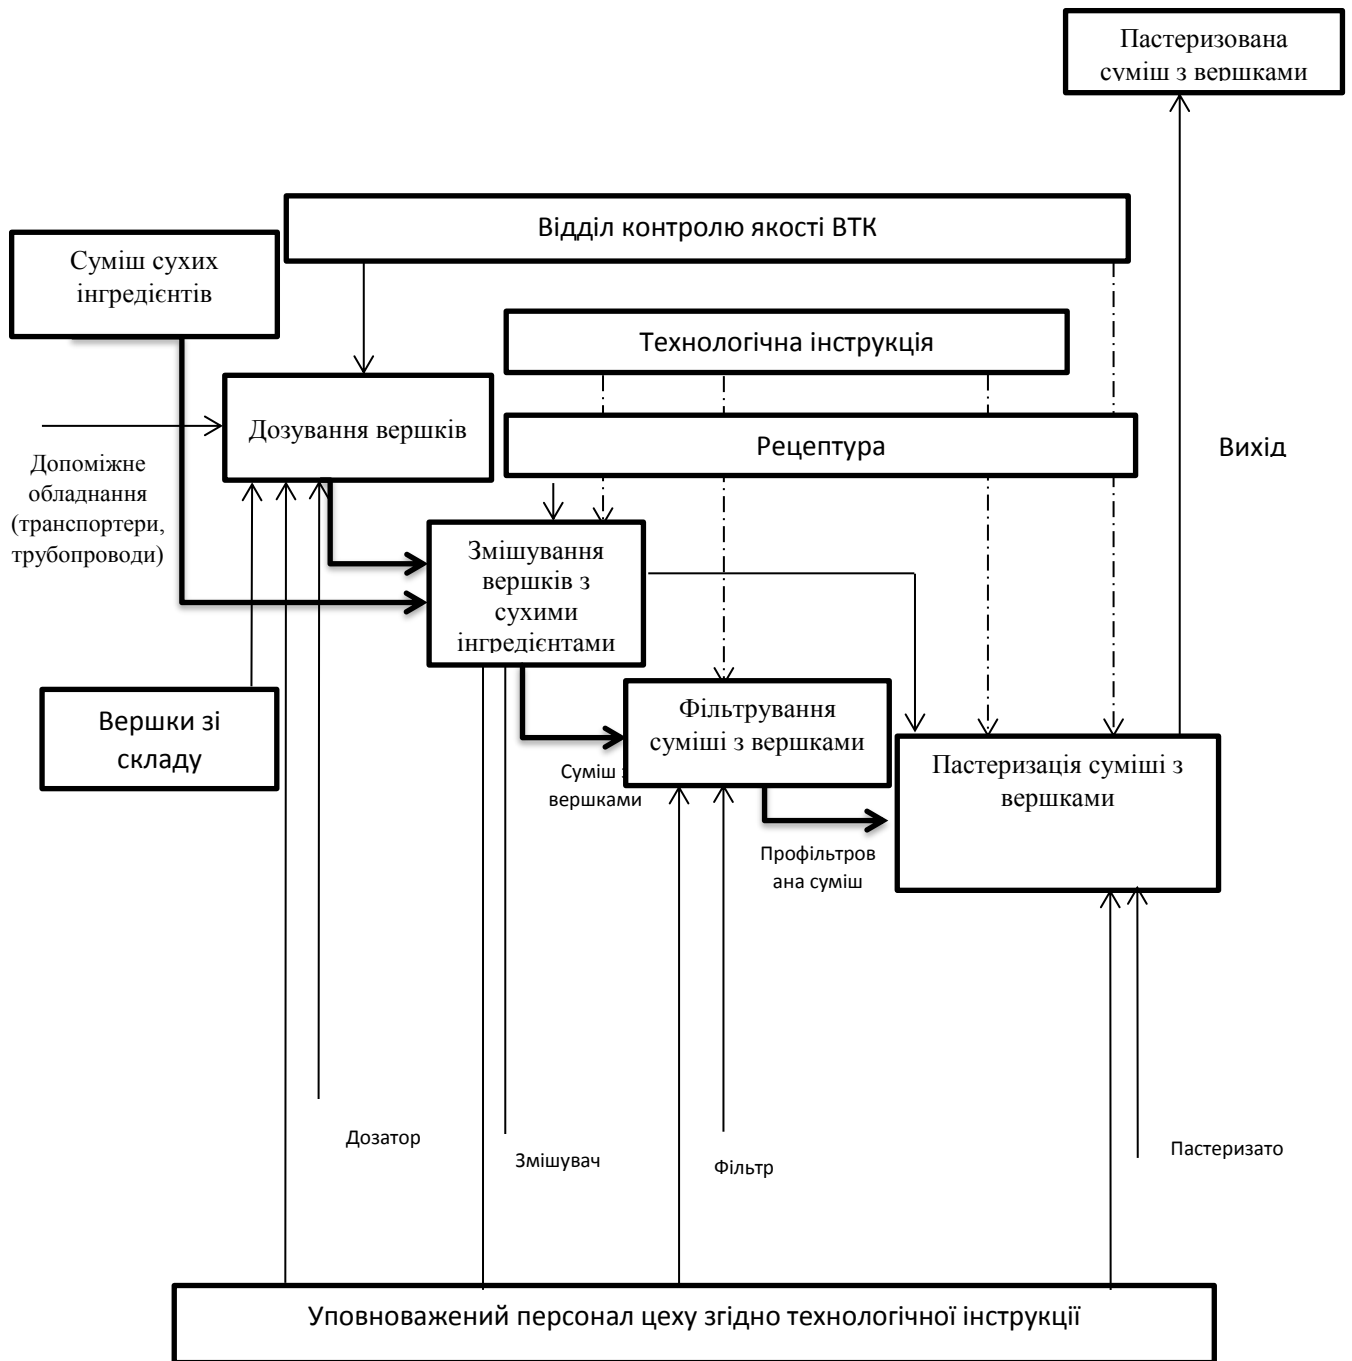 Пастеризована
суміш з вершками
Відділ контролю якості ВТК
Суміш сухих
інгредієнтів
Технологічна інструкція
Дозування вершків
Рецептура
Вихід
Допоміжне
обладнання
(транспортери,
трубопроводи)
Змішування
вершків з
сухими
інгредієнтами
Вершки зі
складу
Фільтрування
суміші з вершками
Пастеризація суміші з
вершками
Суміш з
вершками
Профільтров
ана суміш
Дозатор
Змішувач
Фільтр
Пастеризато
Уповноважений персонал цеху згідно технологічної інструкції